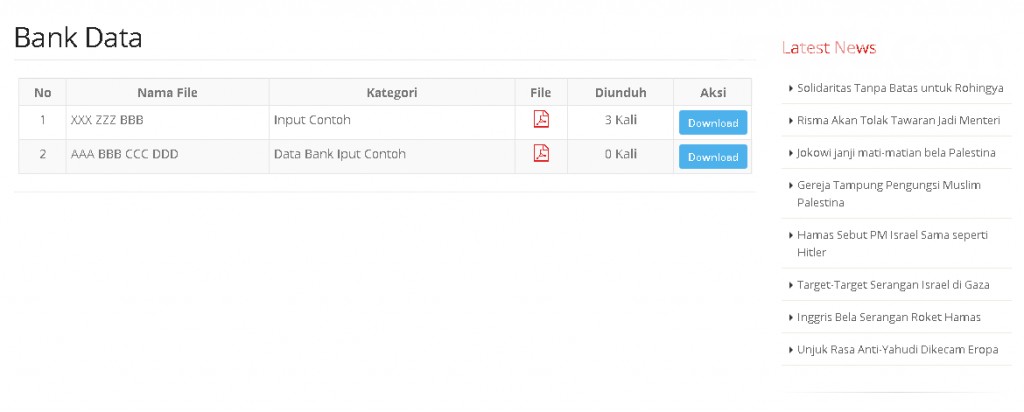 Bank Data
No Nama File Kategori File Diunduh Aksi
1 XXX ZZZ BBB Input Contoh 3 Kali Download
2 AAA BBB CCC DDD Data Bank Iput Contoh 0 Kali Download
Latest News
Solidaritas Tanpa Batas untuk Rohingya
Risma Akan Tolak Tawaran Jadi Menteri
Jokowi janji mati-matian bela Palestina
Gereja Tampung Pengungsi Muslim
Palestina
Hamas Sebut PM Israel Sama seperti
Hitler
Target-Target Serangan Israel di Gaza
Inggris Bela Serangan Roket Hamas
Unjuk Rasa Anti-Yahudi Dikecam Eropa